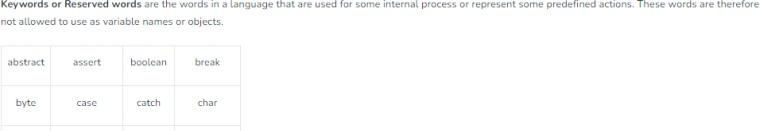 Keywords or Reserved words are the words in a language that are used for some internal process or represent some predefined actions. These words are therefore
not allowed to use as variable names or objects.
abstract assert boolean break
byte case catch char